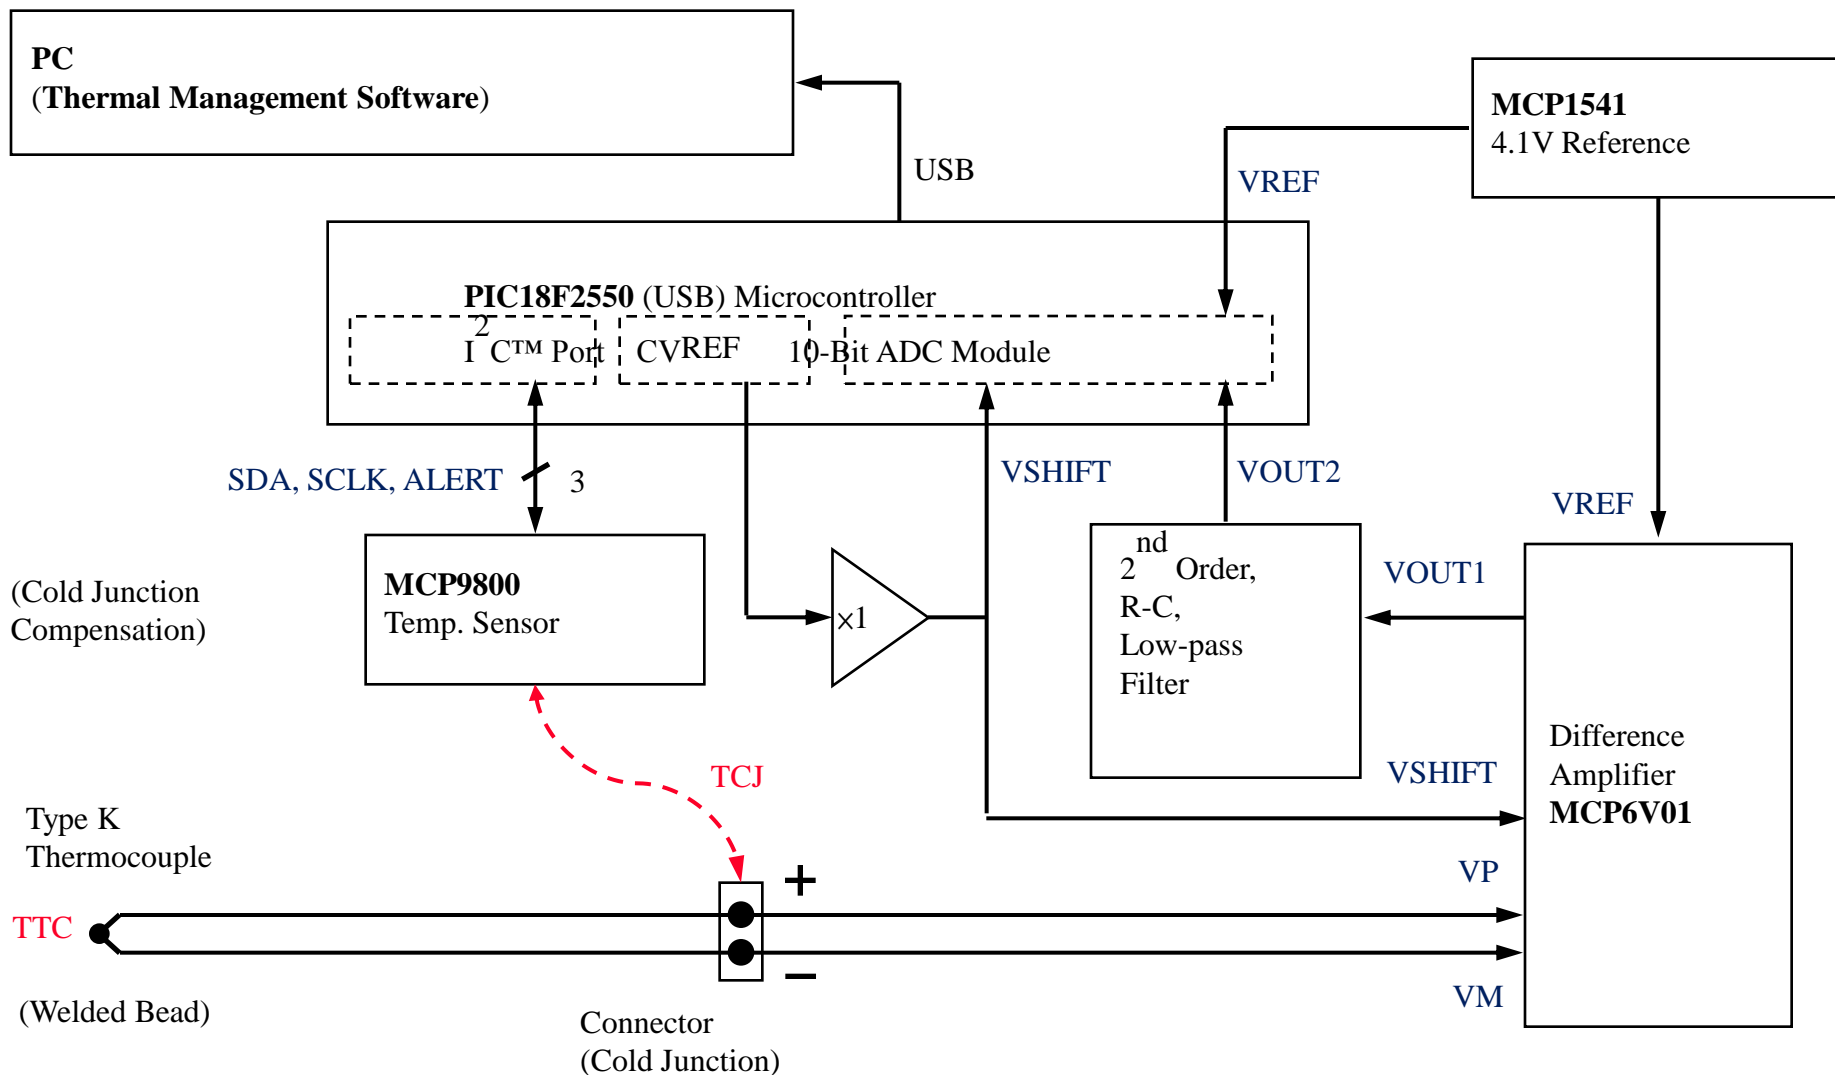 PC
(Thermal Management Software)
MCP1541
4.1V Reference
USB
VREF
PIC18F2550 (USB) Microcontroller
I2C™ Port
CVREF
10-Bit ADC Module
SDA, SCLK, ALERT
3
VSHIFT
VOUT2
VREF
(Cold Junction
Compensation)
MCP9800
Temp. Sensor
×1
2nd Order,
R-C,
Low-pass
Filter
VOUT1
Difference
Amplifier
MCP6V01
TCJ
VSHIFT
Type K
Thermocouple
+
VP
TTC
−
VM
(Welded Bead)
Connector
(Cold Junction)